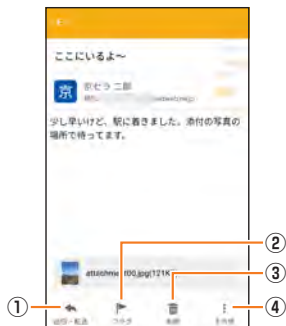 ここにいるよ～
京
京セラ 二郎
少し早いけど、駅に着きました。添付の写真の
場所で待ってます。
attachment00.jpg(121K
②
③
①
④
返信・転送 フラグ 削除 その他